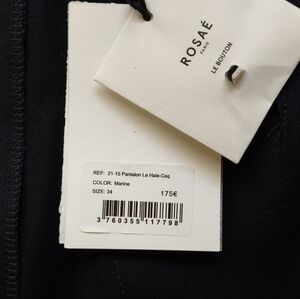 ROSAÉ
PARIS
LE BOUTON
REF: 21-15 Pantalon Le Haie-Coq
COLOR: Marine
SIZE: 34
175€
3 760355 117798